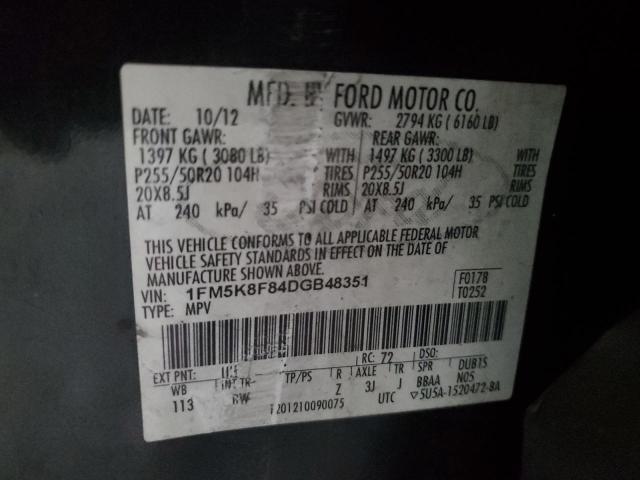 MFD. BY FORD MOTOR CO.
DATE: 10/12 GVWR: 2794 KG ( 6160 LB)
FRONT GAWR: REAR GAWR:
1397 KG ( 3080 LB) WITH 1497 KG ( 3300 LB) WITH
P255/50R20 104H TIRES P255/50R20 104H TIRES
20X8.5J RIMS 20X8.5J RIMS
AT 240 kPa/ 35 PSI COLD AT 240 kPa/ 35 PSI COLD
THIS VEHICLE CONFORMS TO ALL APPLICABLE FEDERAL MOTOR
VEHICLE SAFETY STANDARDS IN EFFECT ON THE DATE OF
MANUFACTURE SHOWN ABOVE.
VIN: 1FM5K8F84DGB48351 F0178
TYPE: MPV T0252
RC: 72 DSO:
EXT PNT: DUB15
WB INT TR TP/PS R AXLE TR SPR N05
113 Z 3J J BBAA
1201210090075 UTC ▽5U5A-1520472-BA